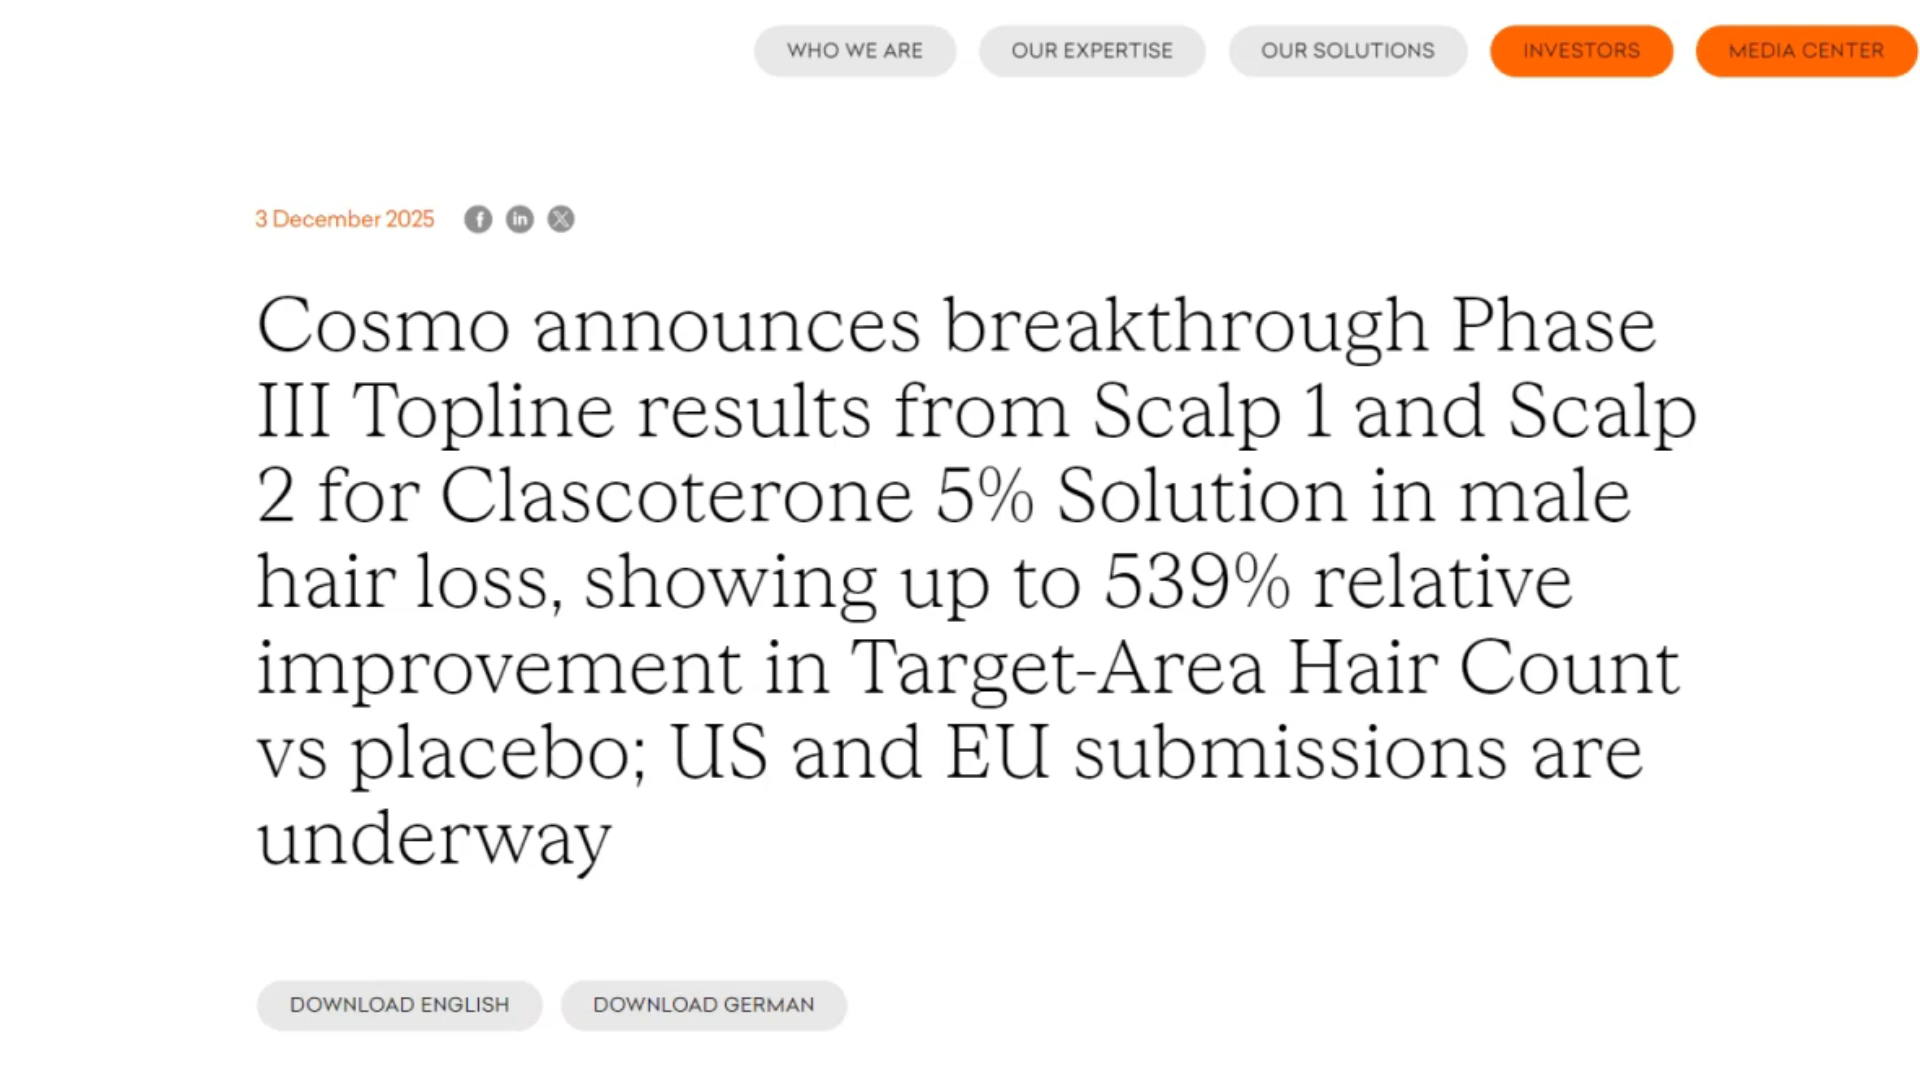 WHO WE ARE
OUR EXPERTISE
OUR SOLUTIONS
INVESTORS
MEDIA CENTER
3 December 2025
Cosmo announces breakthrough Phase
III Topline results from Scalp 1 and Scalp
2 for Clascoterone 5% Solution in male
hair loss, showing up to 539% relative
improvement in Target-Area Hair Count
vs placebo; US and EU submissions are
underway
DOWNLOAD ENGLISH
DOWNLOAD GERMAN